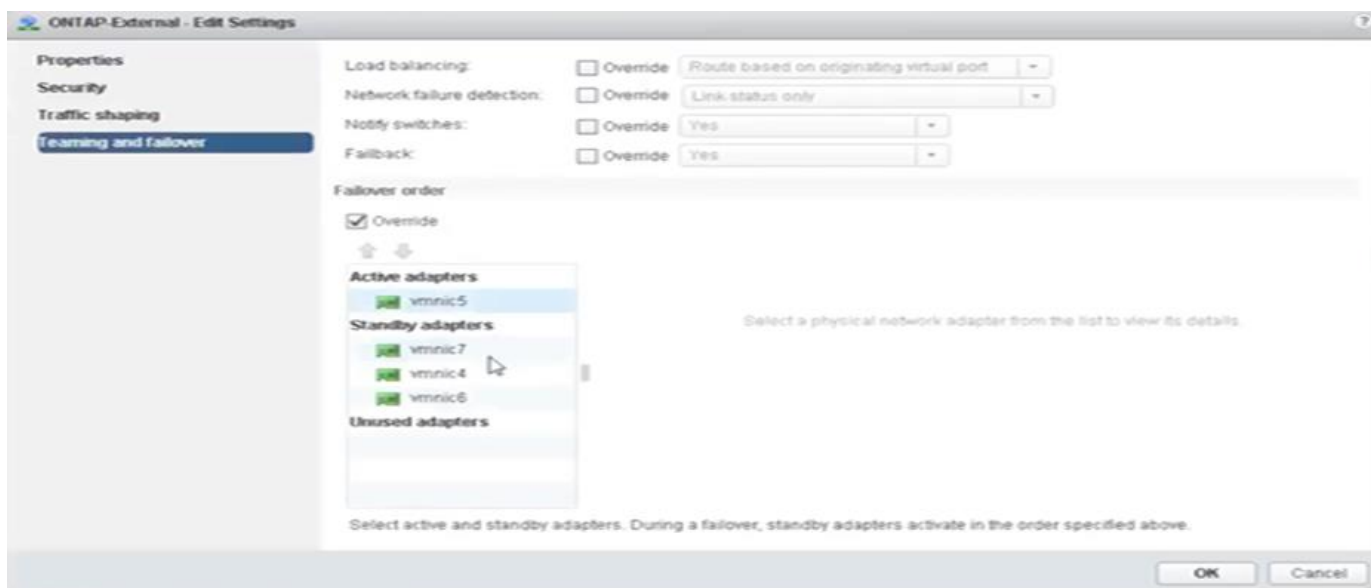 ONTAP-External - Edit Settings
?
Properties
Security
Traffic shaping
Teaming and failover
Load balancing: Override Route based on originating virtual port
Network failure detection: Override Link status only
Notify switches: Override Yes
Failback: Override Yes
Failover order
Override
Active adapters
vmnic5
Standby adapters
vmnic7
vmnic4
vmnic6
Unused adapters
Select a physical network adapter from the list to view its details.
Select active and standby adapters. During a failover, standby adapters activate in the order specified above.
OK Cancel